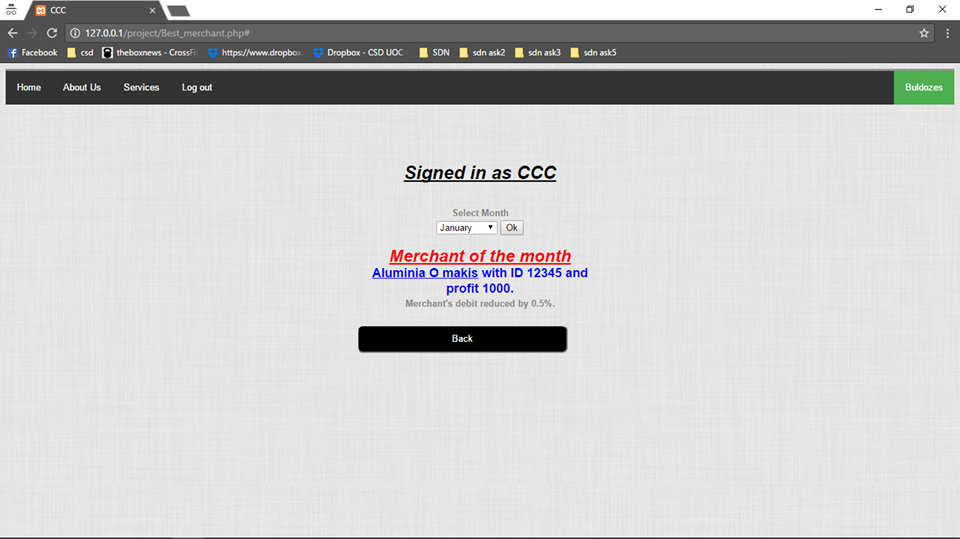 CCC
127.0.0.1/project/Best_merchant.php#
Facebook csd theboxnews - CrossFi https://www.dropbox. Dropbox - CSD UOC SDN sdn ask2 sdn ask3 sdn ask5
Home About Us Services Log out Buldozes
Signed in as CCC
Select Month
January Ok
Merchant of the month
Aluminia O makis with ID 12345 and
profit 1000.
Merchant's debit reduced by 0.5%.
Back